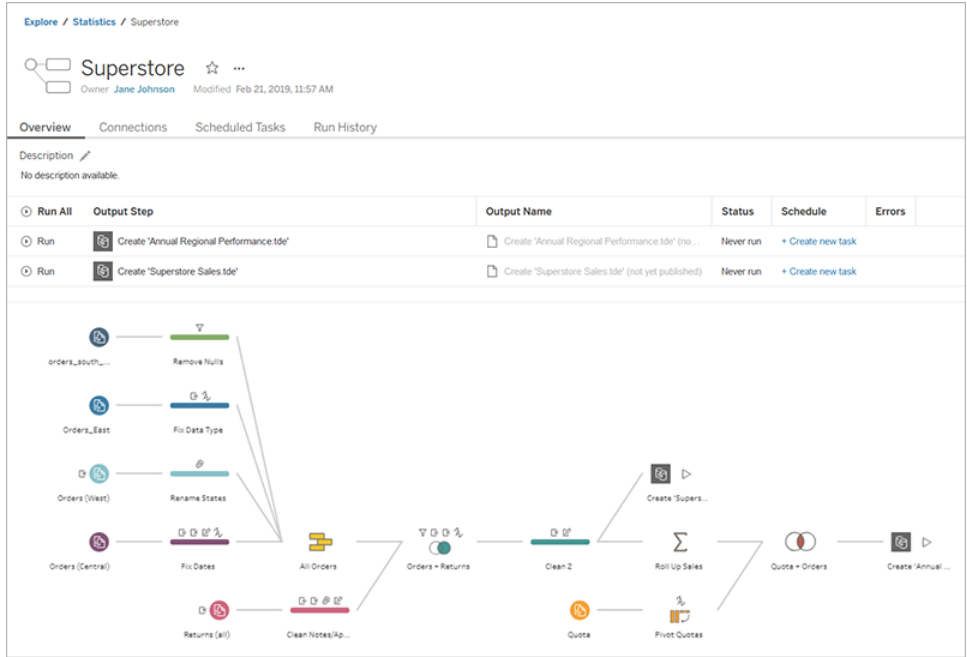 Explore / Statistics / Superstore
Superstore
Owner Jane Johnson Modified Feb 21, 2019, 11:57 AM
Overview Connections Scheduled Tasks Run History
Description
No description available.
Run All Output Step Output Name Status Schedule Errors
Run Create 'Annual Regional Performance.tde' Create 'Annual Regional Performance.tde' (no... Never run + Create new task
Run Create 'Superstore Sales.tde' Create 'Superstore Sales.tde' (not yet published) Never run + Create new task
orders_south_... Remove Nulls
Orders_East Fix Data Type
Orders (West) Rename States Create 'Supers...
Orders (Central) Fix Dates All Orders Orders + Returns Clean 2 Roll Up Sales Quota + Orders Create 'Annual ...
Returns (all) Clean Notes/Ap... Quota Pivot Quotas